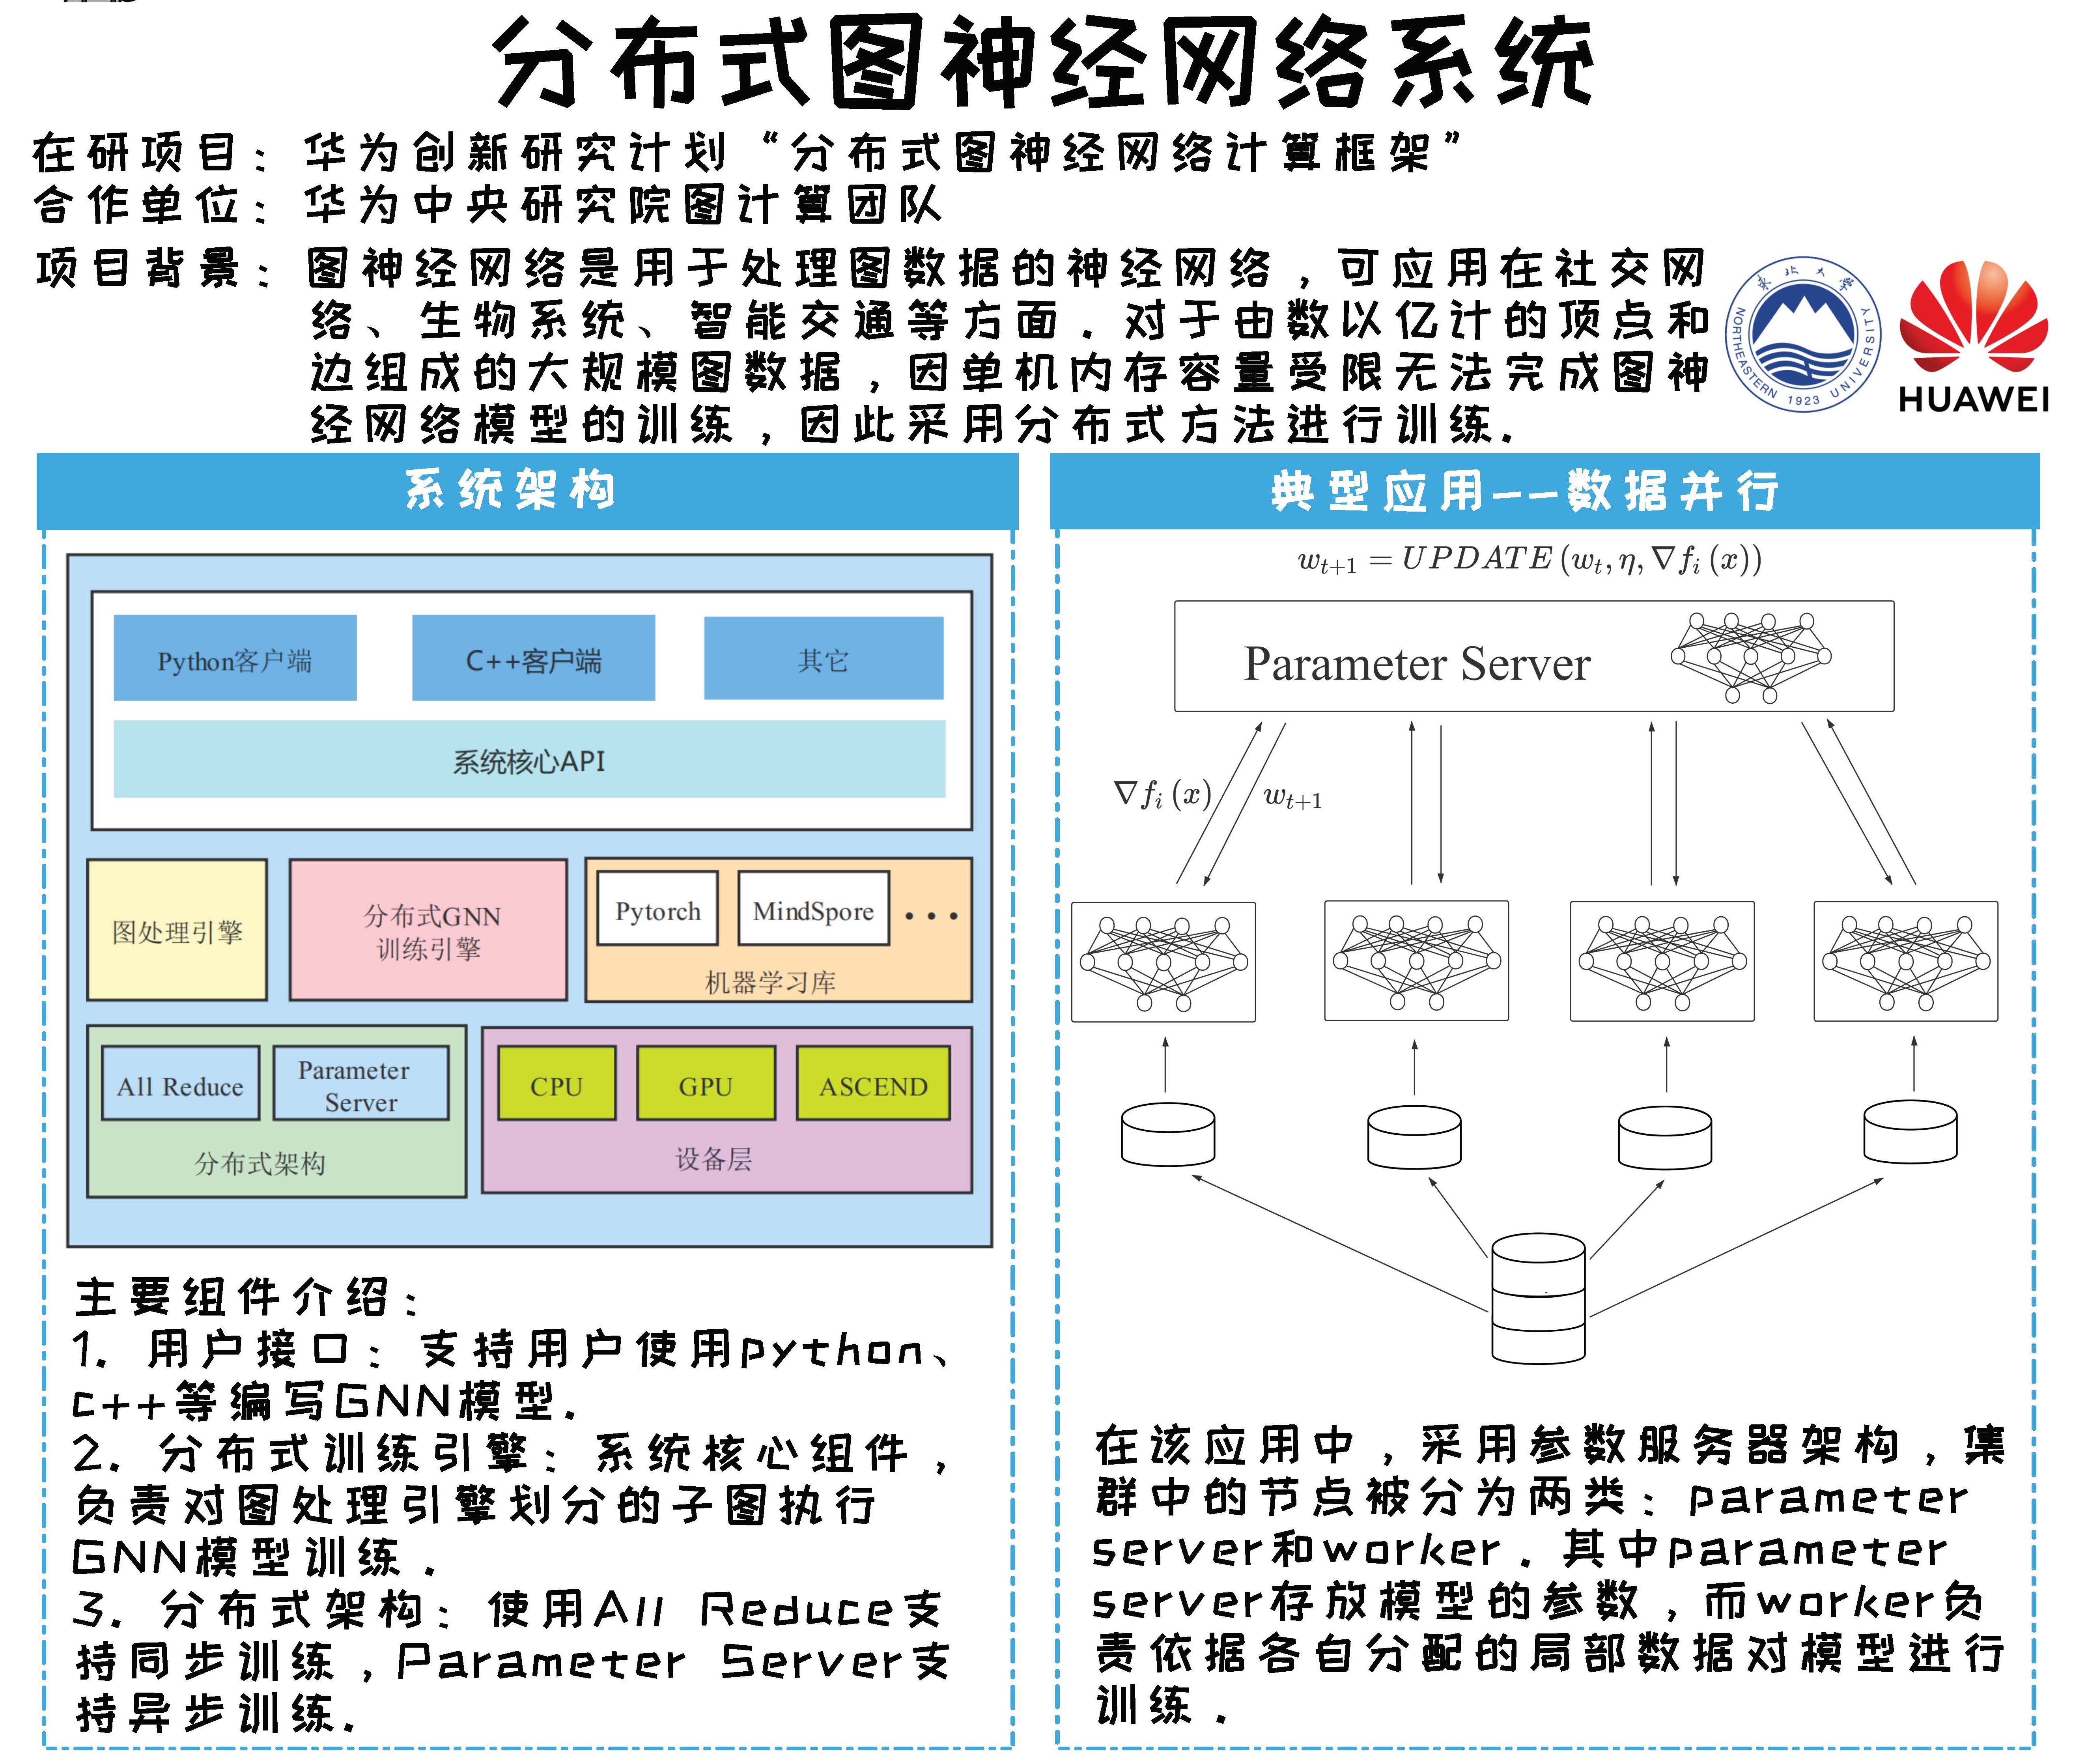 分布式图神经网络系统
在研项目：华为创新研究计划“分布式图神经网络计算框架”
合作单位：华为中央研究院图计算团队
项目背景：图神经网络是用于处理图数据的神经网络，可应用在社交网
络、生物系统、智能交通等方面．对于由数以亿计的顶点和
边组成的大规模图数据，因单机内存容量受限无法完成图神
经网络模型的训练，因此采用分布式方法进行训练．
东北大学
NORTHEASTERN 1923 UNIVERSITY
HUAWEI
系统架构
Python客户端
C++客户端
其它
系统核心API
图处理引擎
分布式GNN
训练引擎
Pytorch
MindSpore
• • •
机器学习库
All Reduce
Parameter
Server
分布式架构
CPU
GPU
ASCEND
设备层
主要组件介绍：
1. 用户接口：支持用户使用python、
c++等编写GNN模型．
2. 分布式训练引擎：系统核心组件，
负责对图处理引擎划分的子图执行
GNN模型训练．
3. 分布式架构：使用All Reduce支
持同步训练，Parameter Server支
持异步训练．
典型应用--数据并行
w_{t+1} = UPDATE (w_t, η, ∇f_i (x))
Parameter Server
∇f_i (x)
w_{t+1}
在该应用中，采用参数服务器架构，集
群中的节点被分为两类：parameter
server和worker．其中parameter
server存放模型的参数，而worker负
责依据各自分配的局部数据对模型进行
训练．